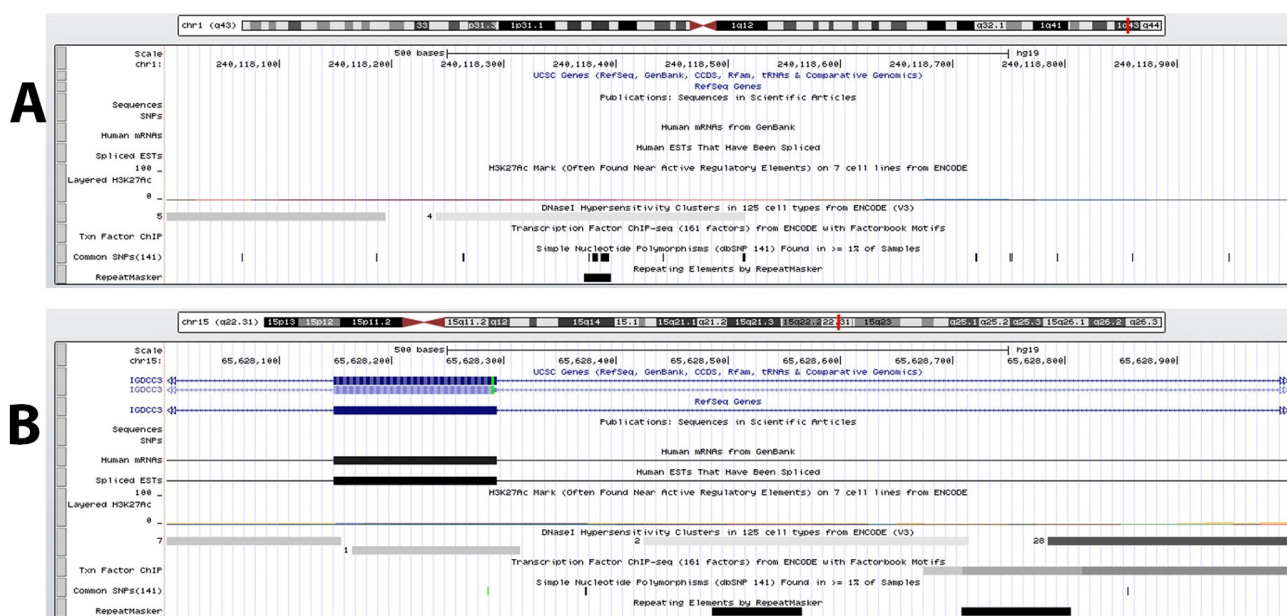 A
chr1 (q43) 33 p31.3 1p31.1 1q12 q32.1 1q41 1q43 q44
Scale 500 bases hg19
chr1: 240,118,100 240,118,200 240,118,300 240,118,400 240,118,500 240,118,600 240,118,700 240,118,800 240,118,900
UCSC Genes (RefSeq, GenBank, CCDS, Rfam, tRNAs & Comparative Genomics)
RefSeq Genes
Publications: Sequences in Scientific Articles
Sequences
SNPs
Human mRNAs from GenBank
Human mRNAs
Human ESTs That Have Been Spliced
Spliced ESTs
H3K27Ac Mark (Often Found Near Active Regulatory Elements) on 7 cell lines from ENCODE
100 _
Layered H3K27Ac
0 _
DNaseI Hypersensitivity Clusters in 125 cell types from ENCODE (V3)
5 4
Transcription Factor ChIP-seq (161 factors) from ENCODE with Factorbook Motifs
Txn Factor ChIP
Simple Nucleotide Polymorphisms (dbSNP 141) Found in >= 1% of Samples
Common SNPs(141)
Repeating Elements by RepeatMasker
RepeatMasker
B
chr15 (q22.31) 15p13 15p12 15p11.2 15q11.2 q12 15q14 15.1 15q21.1 q21.2 15q21.3 15q22.2 22.31 15q23 q25.1 q25.2 q25.3 15q26.1 q26.2 q26.3
Scale 500 bases hg19
chr15: 65,628,100 65,628,200 65,628,300 65,628,400 65,628,500 65,628,600 65,628,700 65,628,800 65,628,900
UCSC Genes (RefSeq, GenBank, CCDS, Rfam, tRNAs & Comparative Genomics)
IGDCC3
IGDCC3
RefSeq Genes
IGDCC3
Publications: Sequences in Scientific Articles
Sequences
SNPs
Human mRNAs from GenBank
Human mRNAs
Human ESTs That Have Been Spliced
Spliced ESTs
H3K27Ac Mark (Often Found Near Active Regulatory Elements) on 7 cell lines from ENCODE
100 _
Layered H3K27Ac
0 _
DNaseI Hypersensitivity Clusters in 125 cell types from ENCODE (V3)
7 1 2 28
Transcription Factor ChIP-seq (161 factors) from ENCODE with Factorbook Motifs
Txn Factor ChIP
Simple Nucleotide Polymorphisms (dbSNP 141) Found in >= 1% of Samples
Common SNPs(141)
Repeating Elements by RepeatMasker
RepeatMasker